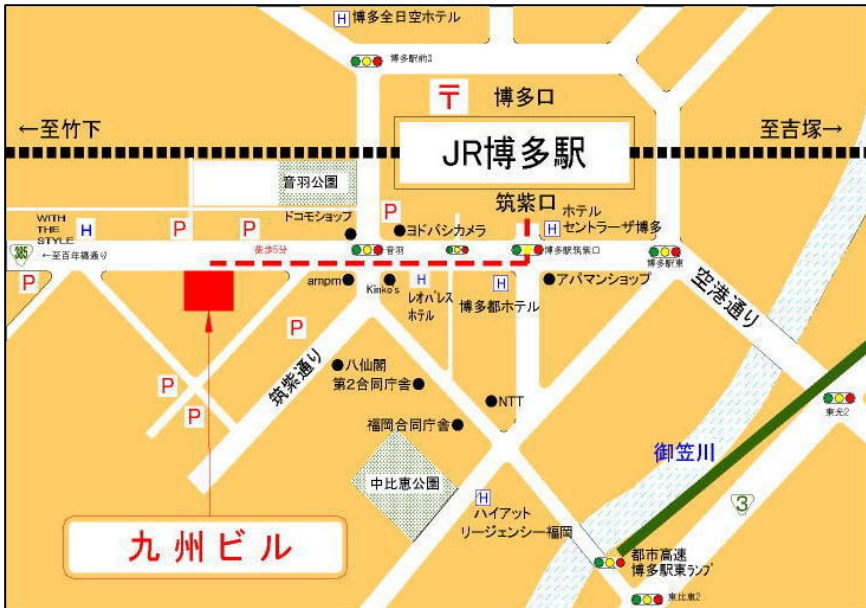 H 博多全日空ホテル
博多駅前3
〒
博多口
←至竹下
JR博多駅
至吉塚→
音羽公園
筑紫口
ドコモショップ
P
ホテル
H セントラーザ博多
WITH
THE
STYLE
H
P
P
ヨドバシカメラ
385
←至百年橋通り
徒歩5分
音羽
博多駅筑紫口
博多駅東
P
ampm
Kinko's
H
レオパレス
ホテル
H
博多都ホテル
アパマンショップ
空港通り
P
筑紫通り
八仙閣
第2合同庁舎
P
P
NTT
福岡合同庁舎
東光2
御笠川
中比恵公園
H
ハイアット
リージェンシー福岡
3
九州ビル
都市高速
博多駅東ランプ
東比恵2